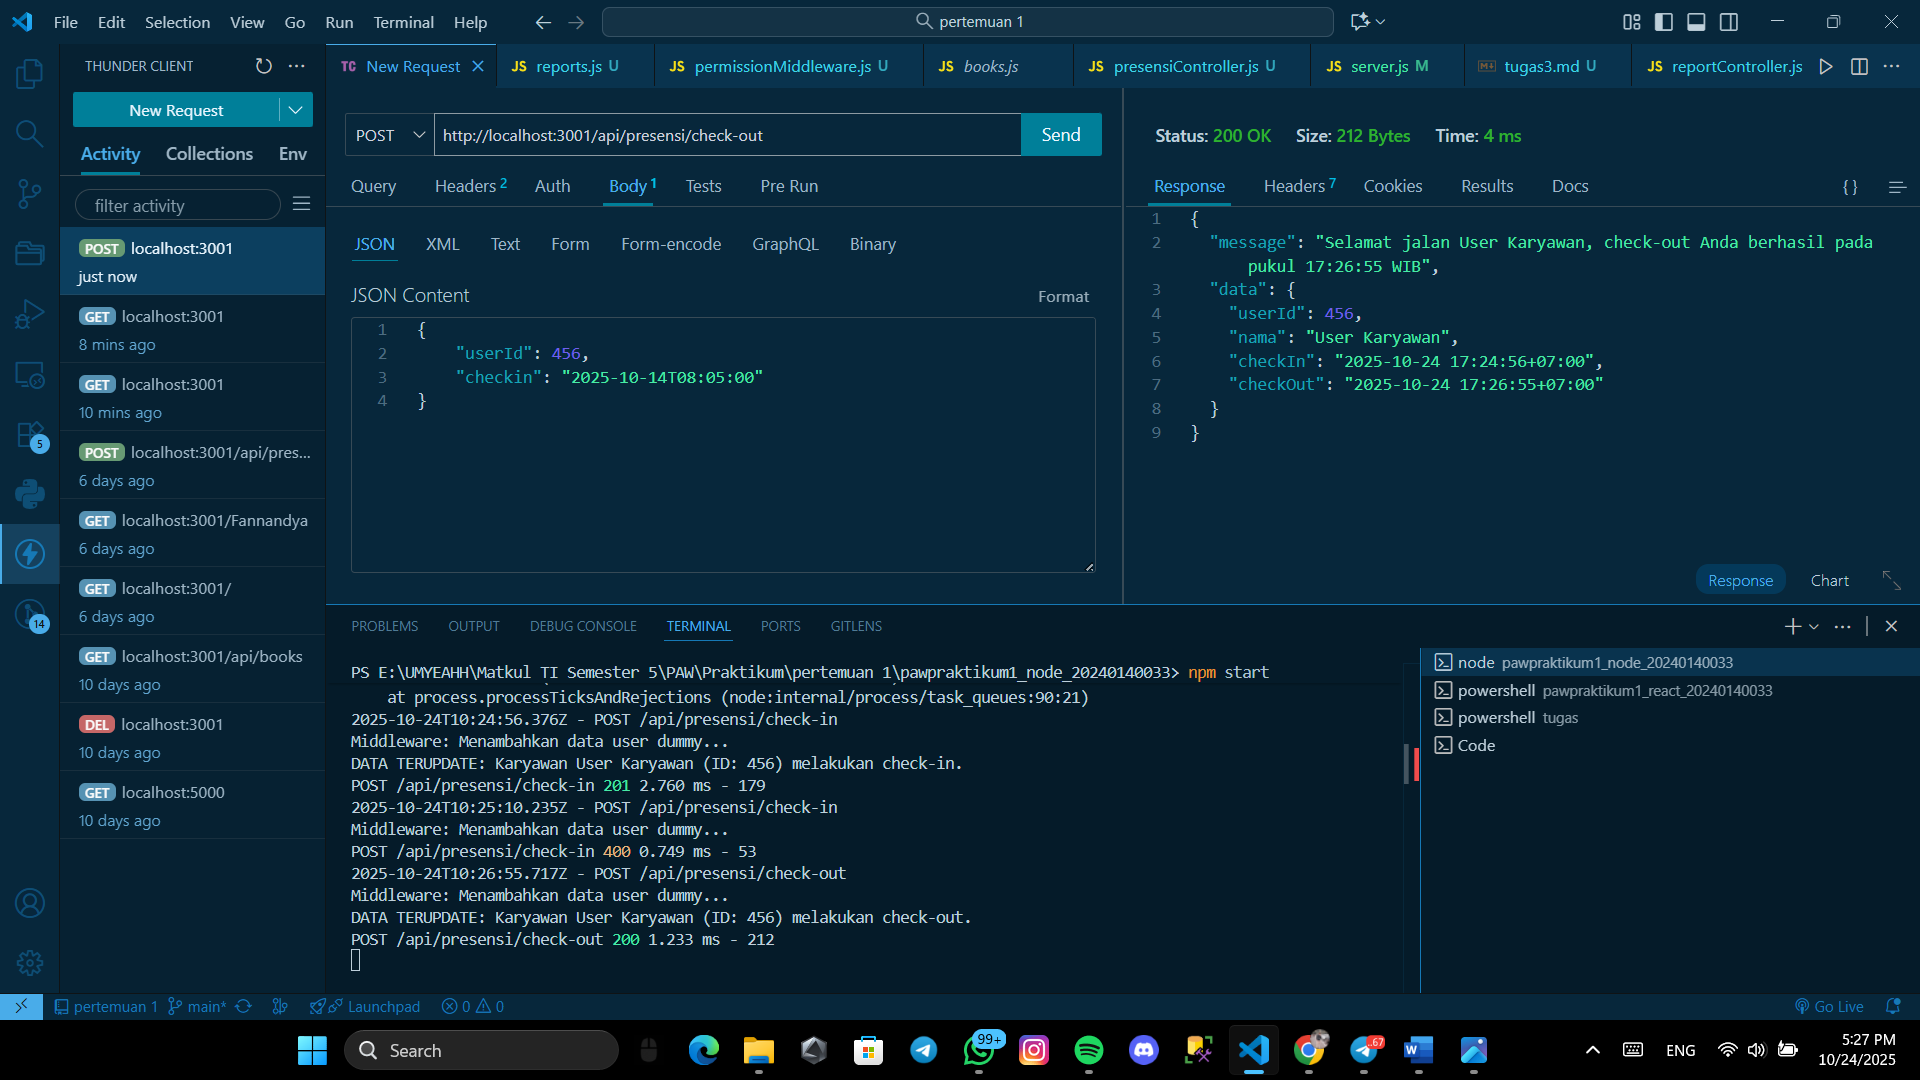 File Edit Selection View Go Run Terminal Help
pertemuan 1
THUNDER CLIENT
New Request
Activity Collections Env
filter activity
POST localhost:3001
just now
GET localhost:3001
8 mins ago
GET localhost:3001
10 mins ago
POST localhost:3001/api/pres...
6 days ago
GET localhost:3001/Fannandya
6 days ago
GET localhost:3001/
6 days ago
GET localhost:3001/api/books
10 days ago
DEL localhost:3001
10 days ago
GET localhost:5000
10 days ago
5
14
TC New Request JS reports.js U JS permissionMiddleware.js U JS books.js JS presensiController.js U JS server.js M tugas3.md U JS reportController.js
POST http://localhost:3001/api/presensi/check-out Send
Query Headers 2 Auth Body 1 Tests Pre Run
JSON XML Text Form Form-encode GraphQL Binary
JSON Content Format
1 {
2 "userId": 456,
3 "checkin": "2025-10-14T08:05:00"
4 }
Status: 200 OK Size: 212 Bytes Time: 4 ms
Response Headers 7 Cookies Results Docs { }
1 {
2 "message": "Selamat jalan User Karyawan, check-out Anda berhasil pada
pukul 17:26:55 WIB",
3 "data": {
4 "userId": 456,
5 "nama": "User Karyawan",
6 "checkIn": "2025-10-24 17:24:56+07:00",
7 "checkOut": "2025-10-24 17:26:55+07:00"
8 }
9 }
Response Chart
PROBLEMS OUTPUT DEBUG CONSOLE TERMINAL PORTS GITLENS
PS E:\UMYEAHH\Matkul TI Semester 5\PAW\Praktikum\pertemuan 1\pawpraktikum1_node_20240140033> npm start
at process.processTicksAndRejections (node:internal/process/task_queues:90:21)
2025-10-24T10:24:56.376Z - POST /api/presensi/check-in
Middleware: Menambahkan data user dummy...
DATA TERUPDATE: Karyawan User Karyawan (ID: 456) melakukan check-in.
POST /api/presensi/check-in 201 2.760 ms - 179
2025-10-24T10:25:10.235Z - POST /api/presensi/check-in
Middleware: Menambahkan data user dummy...
POST /api/presensi/check-in 400 0.749 ms - 53
2025-10-24T10:26:55.717Z - POST /api/presensi/check-out
Middleware: Menambahkan data user dummy...
DATA TERUPDATE: Karyawan User Karyawan (ID: 456) melakukan check-out.
POST /api/presensi/check-out 200 1.233 ms - 212
node pawpraktikum1_node_20240140033
powershell pawpraktikum1_react_20240140033
powershell tugas
Code
pertemuan 1 main* Launchpad 0 0 Go Live
Search
99+
.67
ENG
5:27 PM
10/24/2025